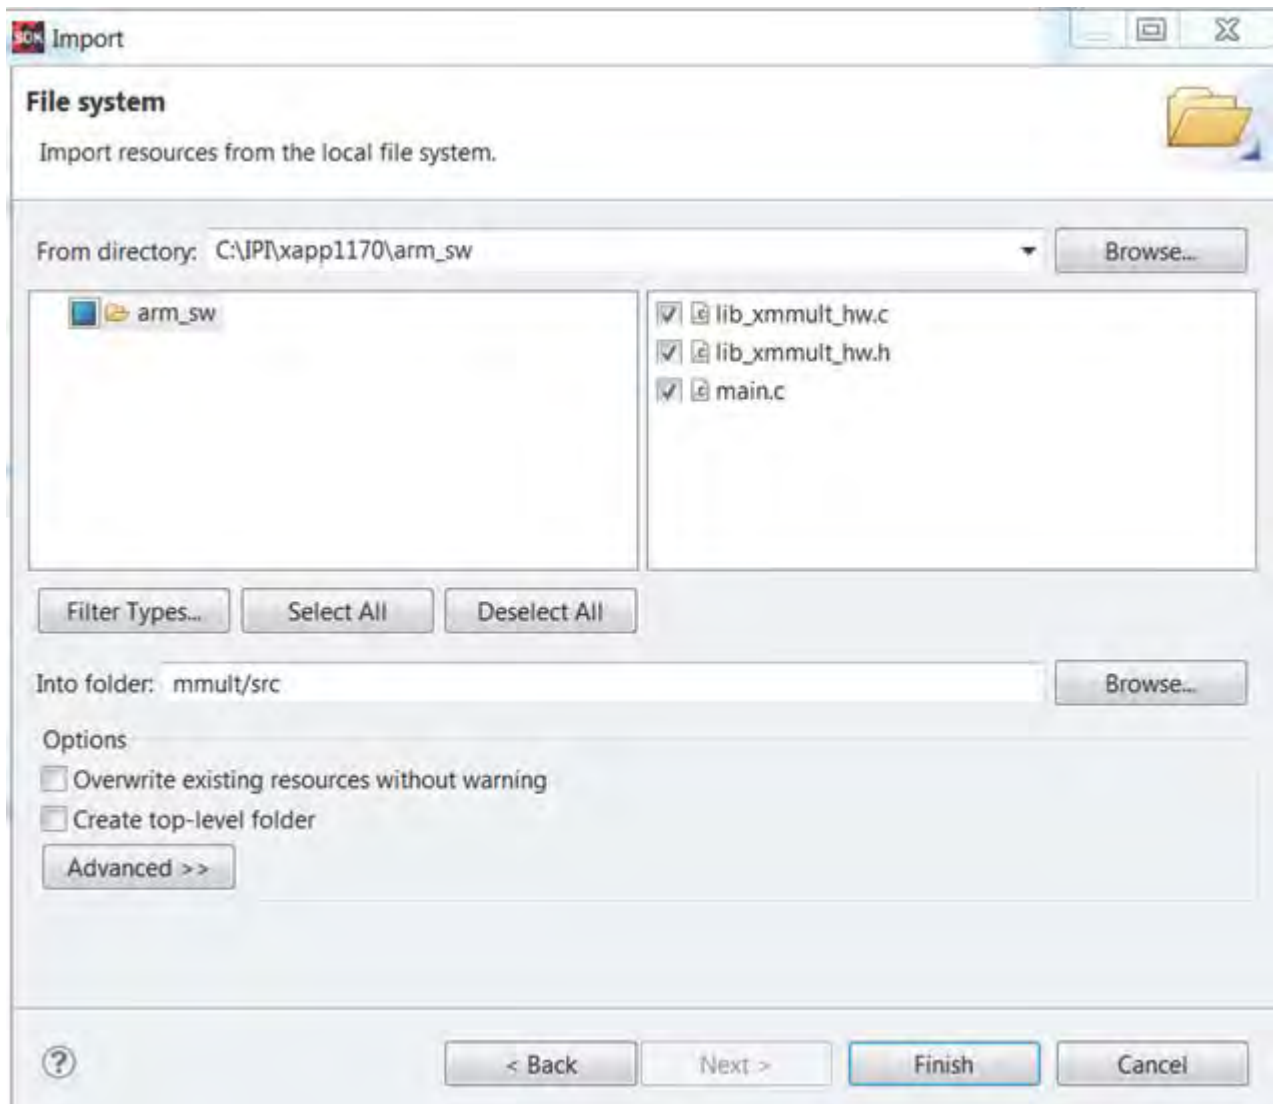 SDK Import
File system
Import resources from the local file system.
From directory: C:\IPI\xapp1170\arm_sw Browse...
arm_sw
lib_xmmult_hw.c
lib_xmmult_hw.h
main.c
Filter Types... Select All Deselect All
Into folder: mmult/src Browse...
Options
Overwrite existing resources without warning
Create top-level folder
Advanced >>
? < Back Next > Finish Cancel